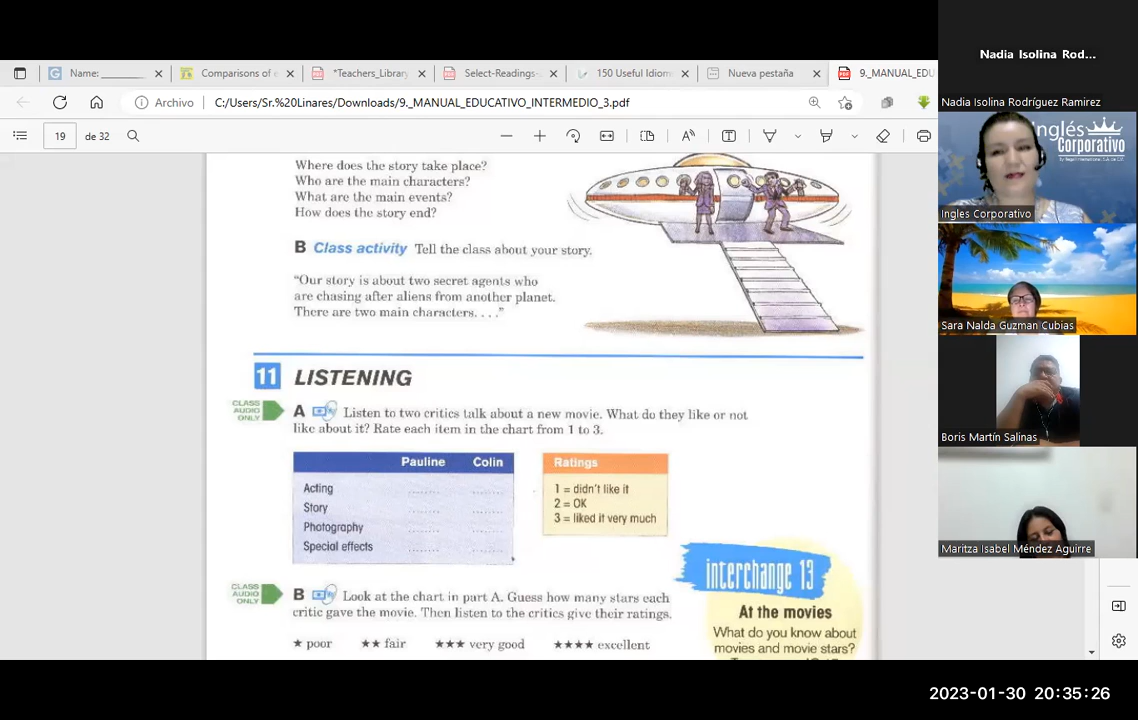 Nadia Isolina Rod...
Name: ________
Comparisons of e
*Teachers_Library
Select-Readings-
150 Useful Idiom
Nueva pestaña
9._MANUAL_EDU
Archivo
C:/Users/Sr.%20Linares/Downloads/9._MANUAL_EDUCATIVO_INTERMEDIO_3.pdf
Nadia Isolina Rodríguez Ramirez
19 de 32
Inglés
Corporativo
Ingles Corporativo
Where does the story take place?
Who are the main characters?
What are the main events?
How does the story end?
B Class activity Tell the class about your story.
"Our story is about two secret agents who
are chasing after aliens from another planet.
There are two main characters. . . ."
Sara Nalda Guzman Cubias
11 LISTENING
CLASS
AUDIO
ONLY
A Listen to two critics talk about a new movie. What do they like or not
like about it? Rate each item in the chart from 1 to 3.
Boris Martín Salinas
Pauline Colin
Acting
Story
Photography
Special effects
Ratings
1 = didn't like it
2 = OK
3 = liked it very much
Maritza Isabel Méndez Aguirre
CLASS
AUDIO
ONLY
B Look at the chart in part A. Guess how many stars each
critic gave the movie. Then listen to the critics give their ratings.
★ poor ★★ fair ★★★ very good ★★★★ excellent
interchange 13
At the movies
What do you know about
movies and movie stars?
2023-01-30 20:35:26